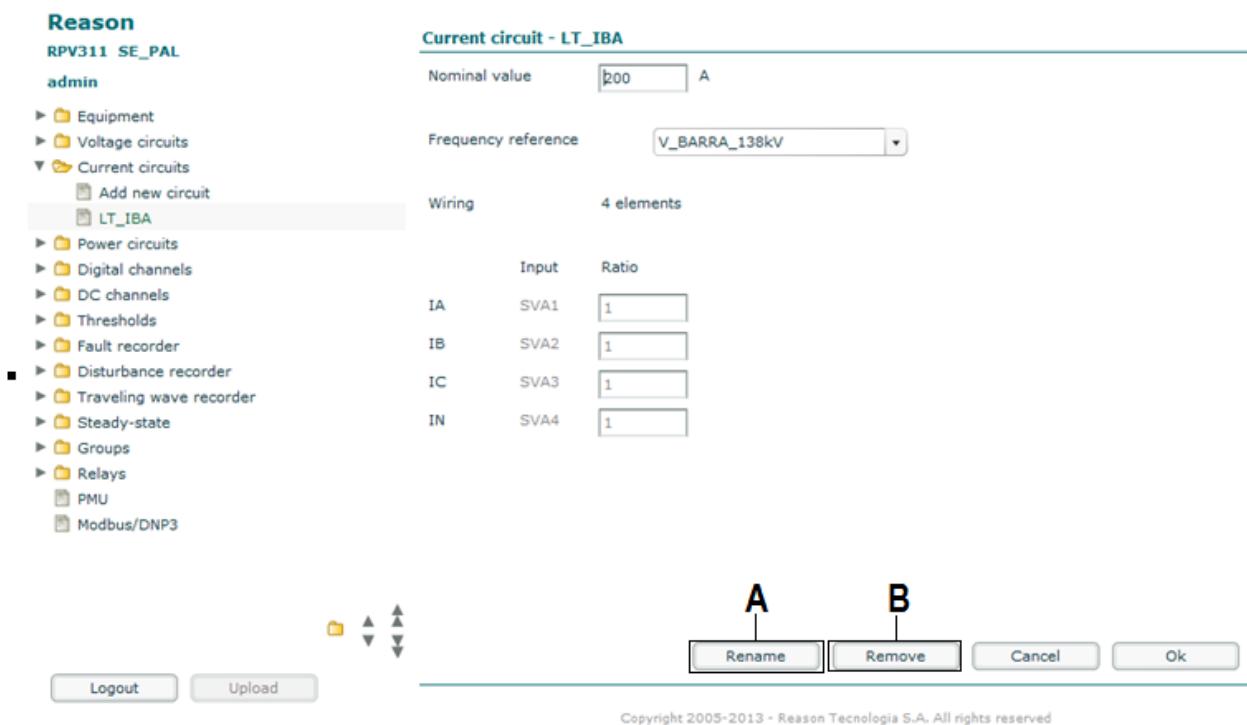 Reason
RPV311 SE_PAL
admin
Equipment
Voltage circuits
Current circuits
Add new circuit
LT_IBA
Power circuits
Digital channels
DC channels
Thresholds
Fault recorder
Disturbance recorder
Traveling wave recorder
Steady-state
Groups
Relays
PMU
Modbus/DNP3
Logout Upload
Current circuit - LT_IBA
Nominal value 200 A
Frequency reference V_BARRA_138kV
Wiring 4 elements
Input Ratio
IA SVA1 1
IB SVA2 1
IC SVA3 1
IN SVA4 1
A B
Rename Remove Cancel Ok
Copyright 2005-2013 - Reason Tecnologia S.A. All rights reserved